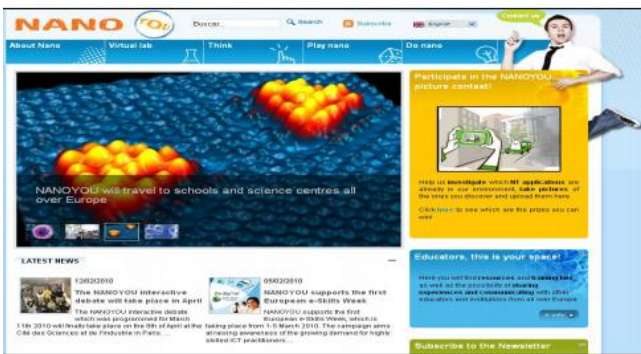 NANO YOU
Buscar... Search Subscribe English
Contact us
About Nano Virtual lab Think Play nano Do nano
NANOYOU will travel to schools and science centres all
over Europe
Participate in the NANOYOU
picture contest!
Help us investigate which NT applications are
already in our environment, take pictures of
the ones you discover and upload them here.
Click here to see which are the prizes you can
win!
LATEST NEWS
12/02/2010
The NANOYOU interactive
debate will take place in April
The NANOYOU interactive debate
which was programmed for March
11th 2010 will finally take place on the 8th of April at the
Cité des Sciences et de l'Industrie in Paris. ...
05/02/2010
NANOYOU supports the first
European e-Skills Week
NANOYOU supports the first
European e-Skills Week, which is
taking place from 1-5 March 2010. The campaign aims
at raising awareness of the growing demand for highly
skilled ICT practitioners...
Educators, this is your space!
Here you will find resources and training kits
as well as the possibility of sharing
experiences and communicating with other
educators and institutions from all over Europe
Subscribe to the Newsletter